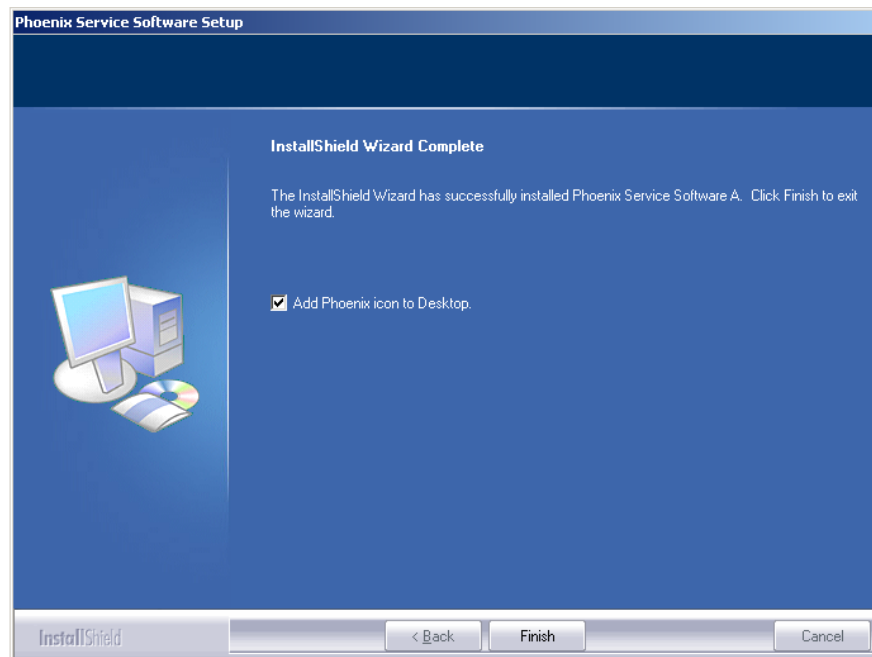 Phoenix Service Software Setup
InstallShield Wizard Complete
The InstallShield Wizard has successfully installed Phoenix Service Software A. Click Finish to exit
the wizard.
Add Phoenix icon to Desktop.
InstallShield
< Back
Finish
Cancel